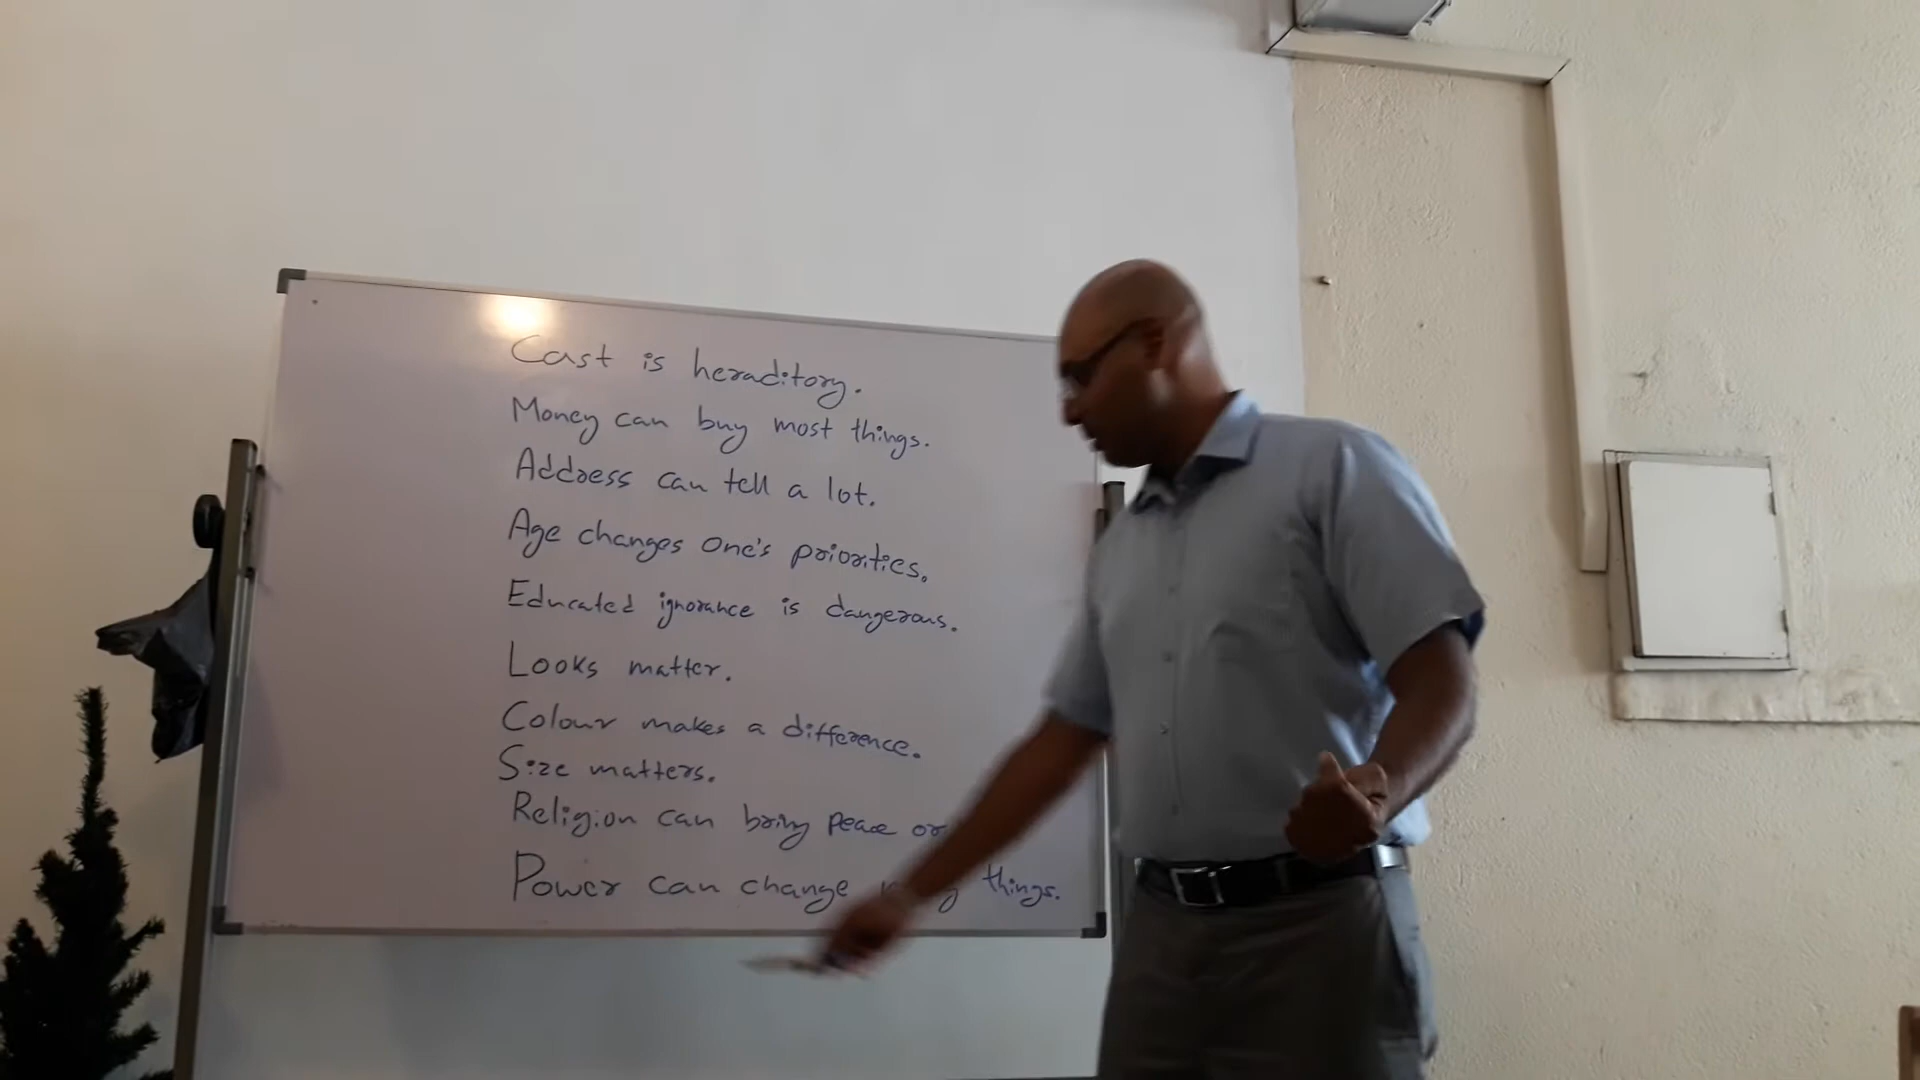 Cast is heraditory.
Money can buy most things.
Address can tell a lot.
Age changes one's priorities.
Educated ignorance is dangerous.
Looks matter.
Colour makes a difference.
Size matters.
Religion can bring peace or
Power can change things.